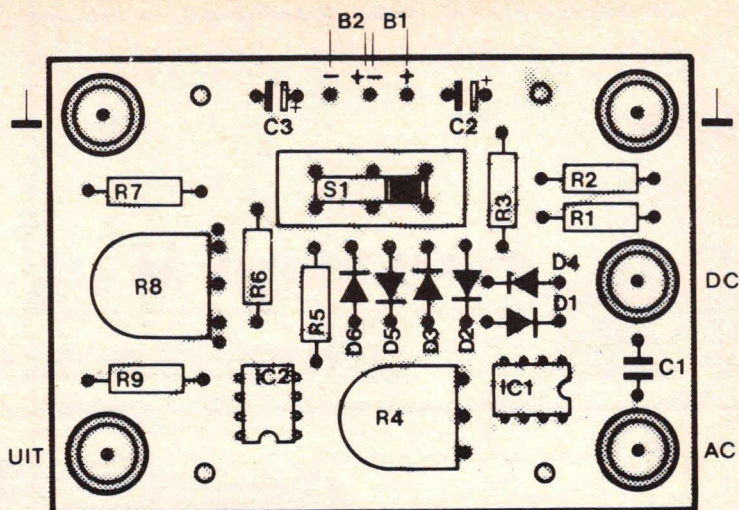 B2 B1
- + - +
+ +
C3 C2
S1
R3
R2
R7
R1
R8
R6
R5
D4
DC
D1
D6 D5 D3 D2
C1
R9
IC2
IC1
R4
UIT
AC